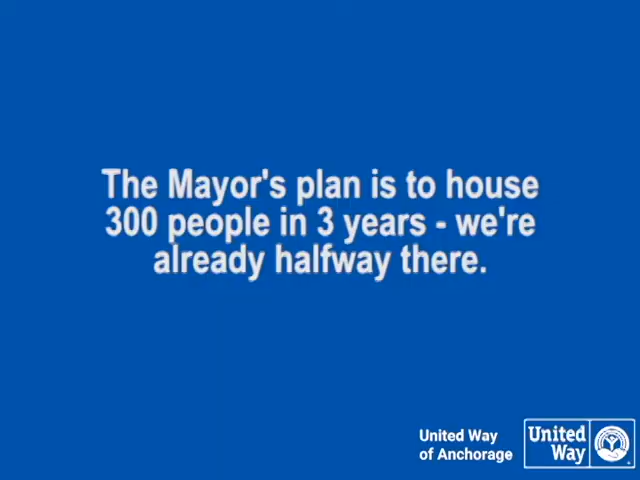 The Mayor's plan is to house
300 people in 3 years - we're
already halfway there.
United Way
of Anchorage
United
Way